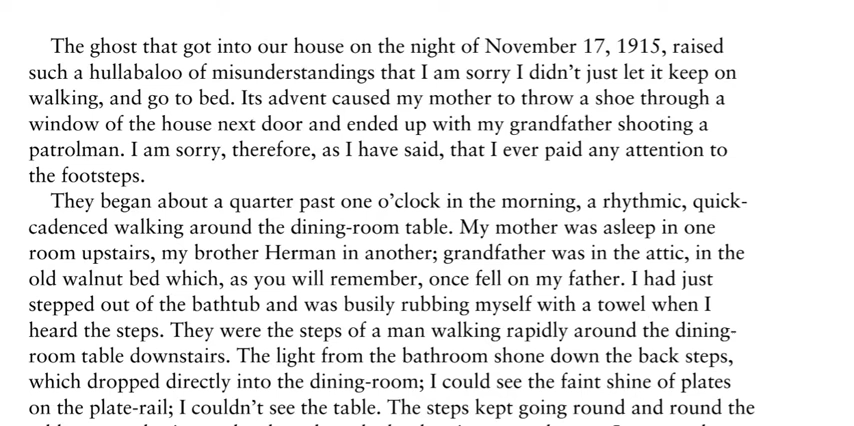 The ghost that got into our house on the night of November 17, 1915, raised
such a hullabaloo of misunderstandings that I am sorry I didn’t just let it keep on
walking, and go to bed. Its advent caused my mother to throw a shoe through a
window of the house next door and ended up with my grandfather shooting a
patrolman. I am sorry, therefore, as I have said, that I ever paid any attention to
the footsteps.
They began about a quarter past one o’clock in the morning, a rhythmic, quick-
cadenced walking around the dining-room table. My mother was asleep in one
room upstairs, my brother Herman in another; grandfather was in the attic, in the
old walnut bed which, as you will remember, once fell on my father. I had just
stepped out of the bathtub and was busily rubbing myself with a towel when I
heard the steps. They were the steps of a man walking rapidly around the dining-
room table downstairs. The light from the bathroom shone down the back steps,
which dropped directly into the dining-room; I could see the faint shine of plates
on the plate-rail; I couldn’t see the table. The steps kept going round and round the